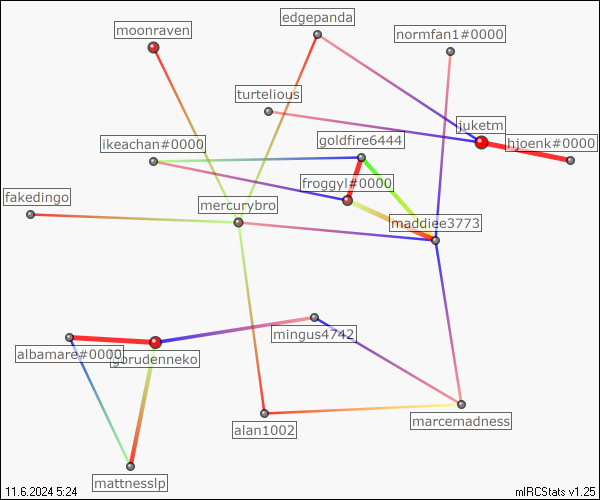 edgepanda
moonraven
normfan1#0000
turtelious
juketm
hjoenk#0000
goldfire6444
ikeachan#0000
froggyl#0000
fakedingo
mercurybro
maddiee3773
mingus4742
albamare#0000
gorudenneko
marcemadness
alan1002
mattnesslp
11.6.2024 5:24
mIRCStats v1.25